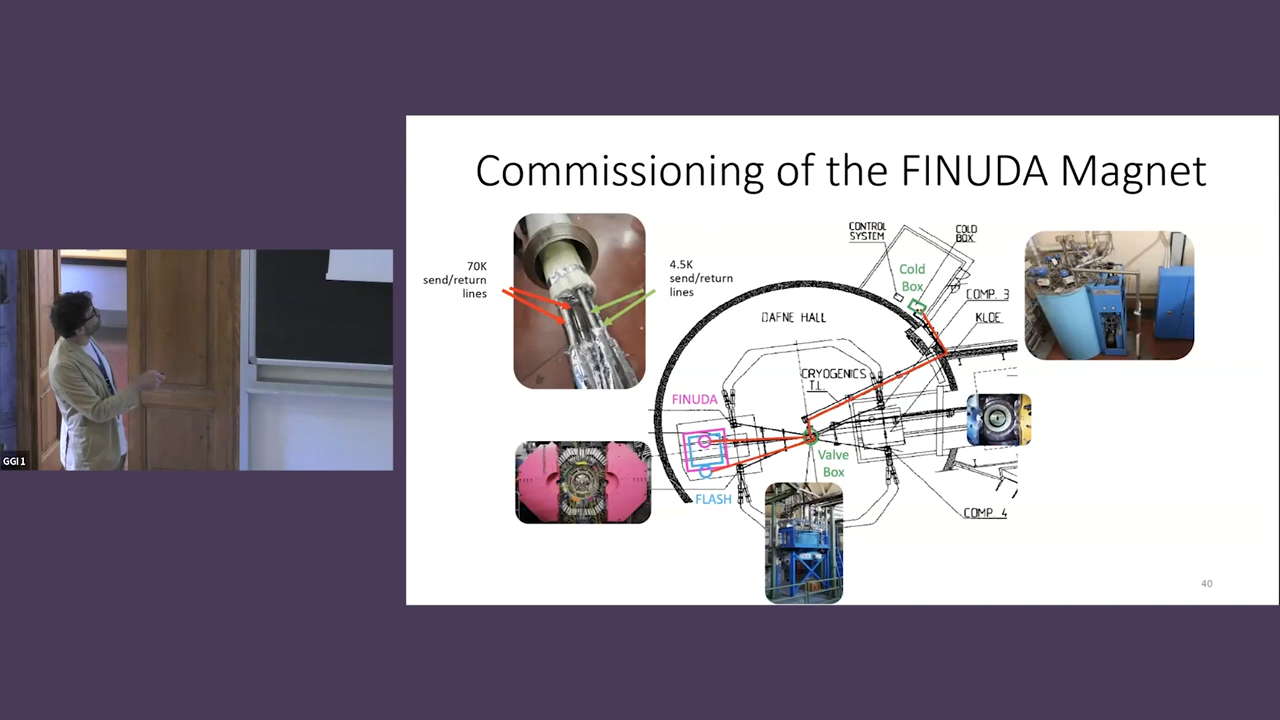 Commissioning of the FINUDA Magnet
70K
send/return
lines
4.5K
send/return
lines
CONTROL
SYSTEM
COLD
BOX
Cold
Box
COMP. 3
KLOE
DAFNE HALL
CRYOGENICS
T.L.
FINUDA
Valve
Box
FLASH
COMP. 4
40
GGI 1